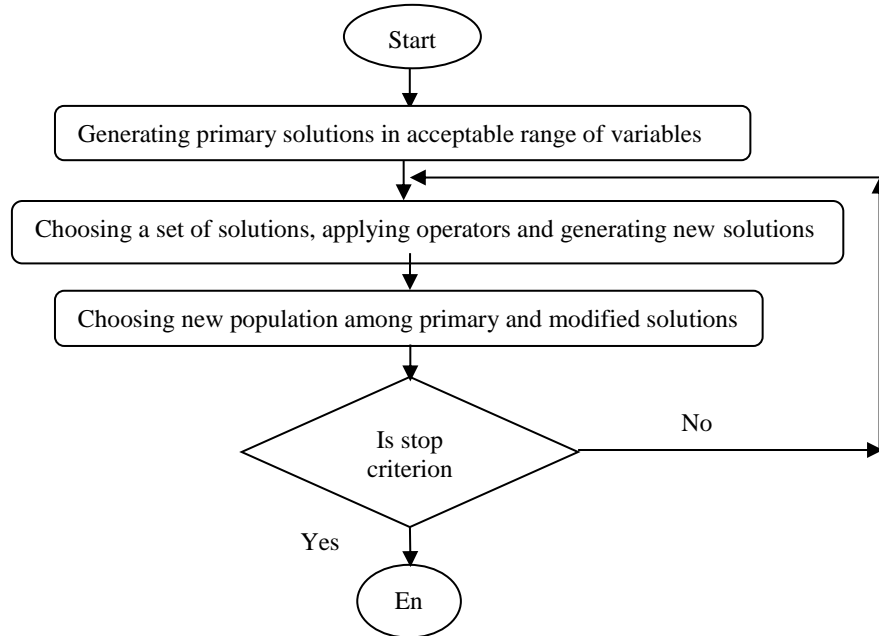 Start
Generating primary solutions in acceptable range of variables
Choosing a set of solutions, applying operators and generating new solutions
Choosing new population among primary and modified solutions
Is stop
criterion
No
Yes
En